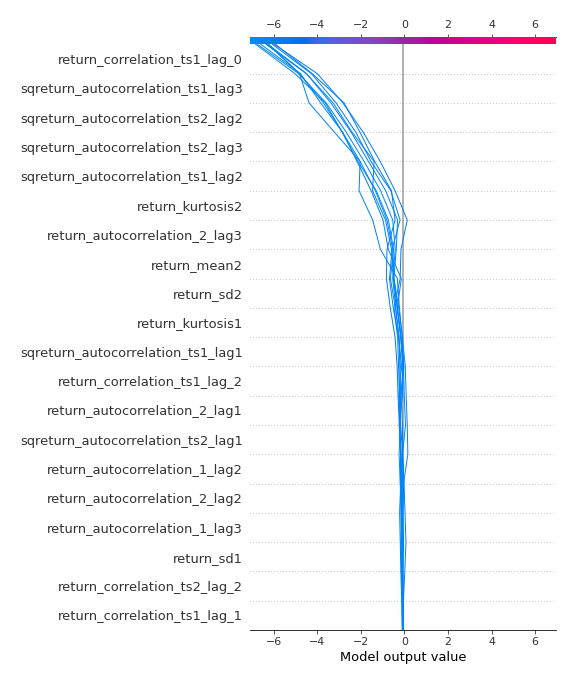 −6 −4 −2 0 2 4 6
return_correlation_ts1_lag_0
sqreturn_autocorrelation_ts1_lag3
sqreturn_autocorrelation_ts2_lag2
sqreturn_autocorrelation_ts2_lag3
sqreturn_autocorrelation_ts1_lag2
return_kurtosis2
return_autocorrelation_2_lag3
return_mean2
return_sd2
return_kurtosis1
sqreturn_autocorrelation_ts1_lag1
return_correlation_ts1_lag_2
return_autocorrelation_2_lag1
sqreturn_autocorrelation_ts2_lag1
return_autocorrelation_1_lag2
return_autocorrelation_2_lag2
return_autocorrelation_1_lag3
return_sd1
return_correlation_ts2_lag_2
return_correlation_ts1_lag_1
−6 −4 −2 0 2 4 6
Model output value